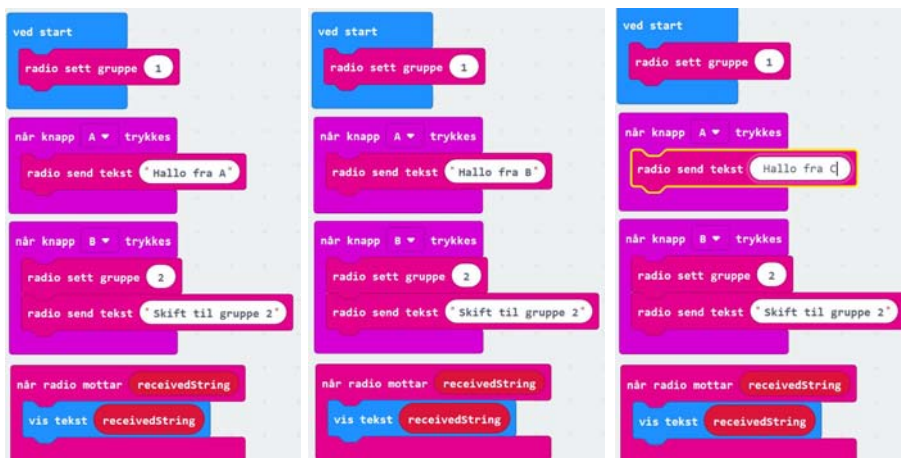 ved start
radio sett gruppe 1
når knapp A trykkes
radio send tekst "Hallo fra A"
når knapp B trykkes
radio sett gruppe 2
radio send tekst "Skift til gruppe 2"
når radio mottar receivedString
vis tekst receivedString
ved start
radio sett gruppe 1
når knapp A trykkes
radio send tekst "Hallo fra B"
når knapp B trykkes
radio sett gruppe 2
radio send tekst "Skift til gruppe 2"
når radio mottar receivedString
vis tekst receivedString
ved start
radio sett gruppe 1
når knapp A trykkes
radio send tekst Hallo fra C
når knapp B trykkes
radio sett gruppe 2
radio send tekst "Skift til gruppe 2"
når radio mottar receivedString
vis tekst receivedString